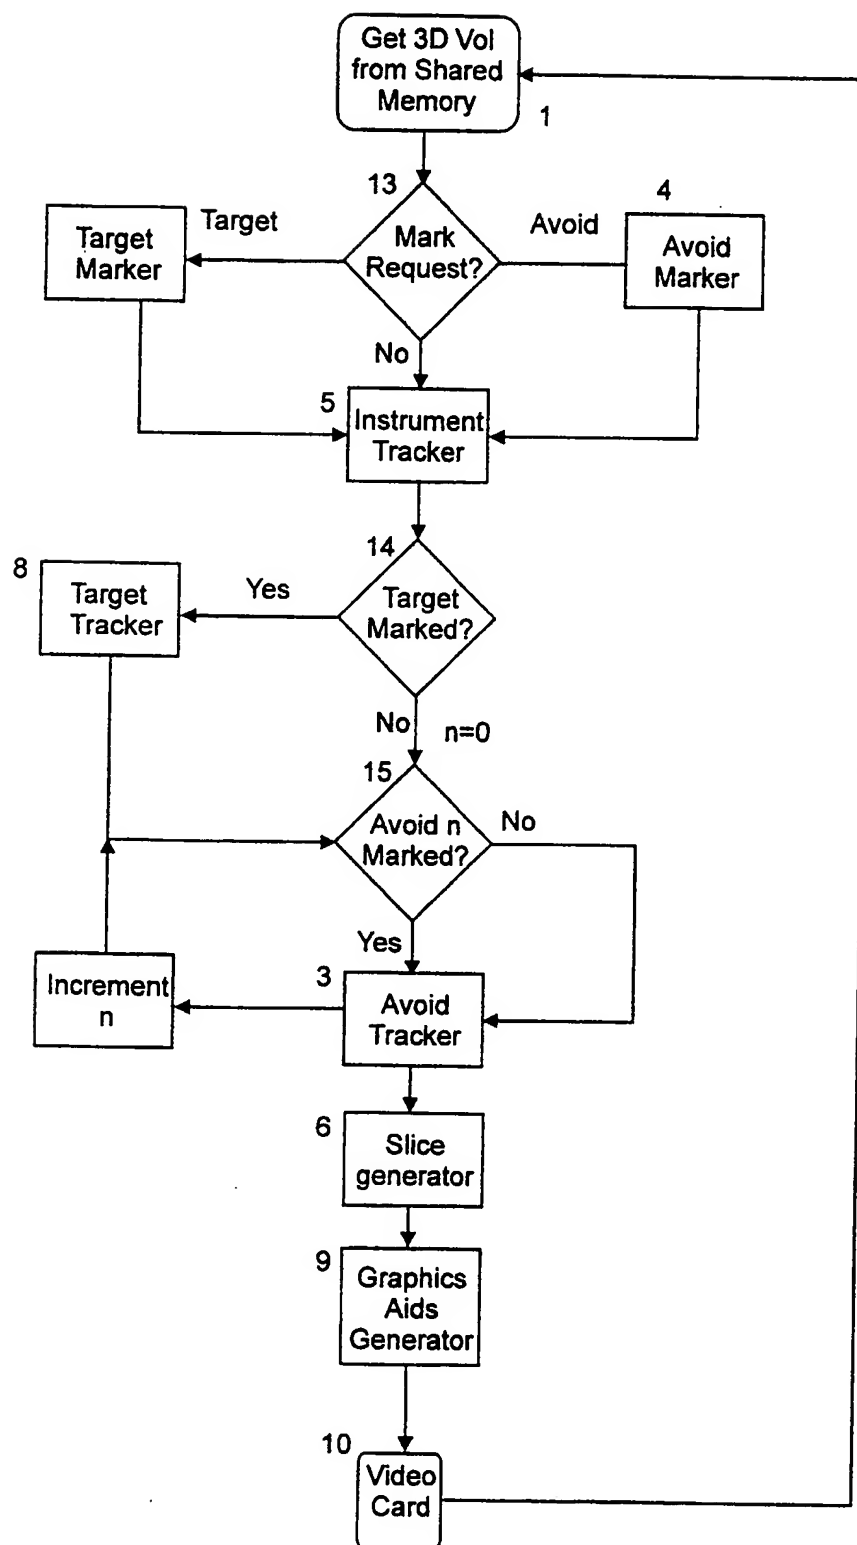 Get 3D Vol
from Shared
Memory
1
13
4
Target
Marker
Target
Mark
Request?
Avoid
Avoid
Marker
No
5
Instrument
Tracker
14
8
Target
Tracker
Yes
Target
Marked?
No
n=0
15
Avoid n
Marked?
No
Yes
3
Increment
n
Avoid
Tracker
6
Slice
generator
9
Graphics
Aids
Generator
10
Video
Card